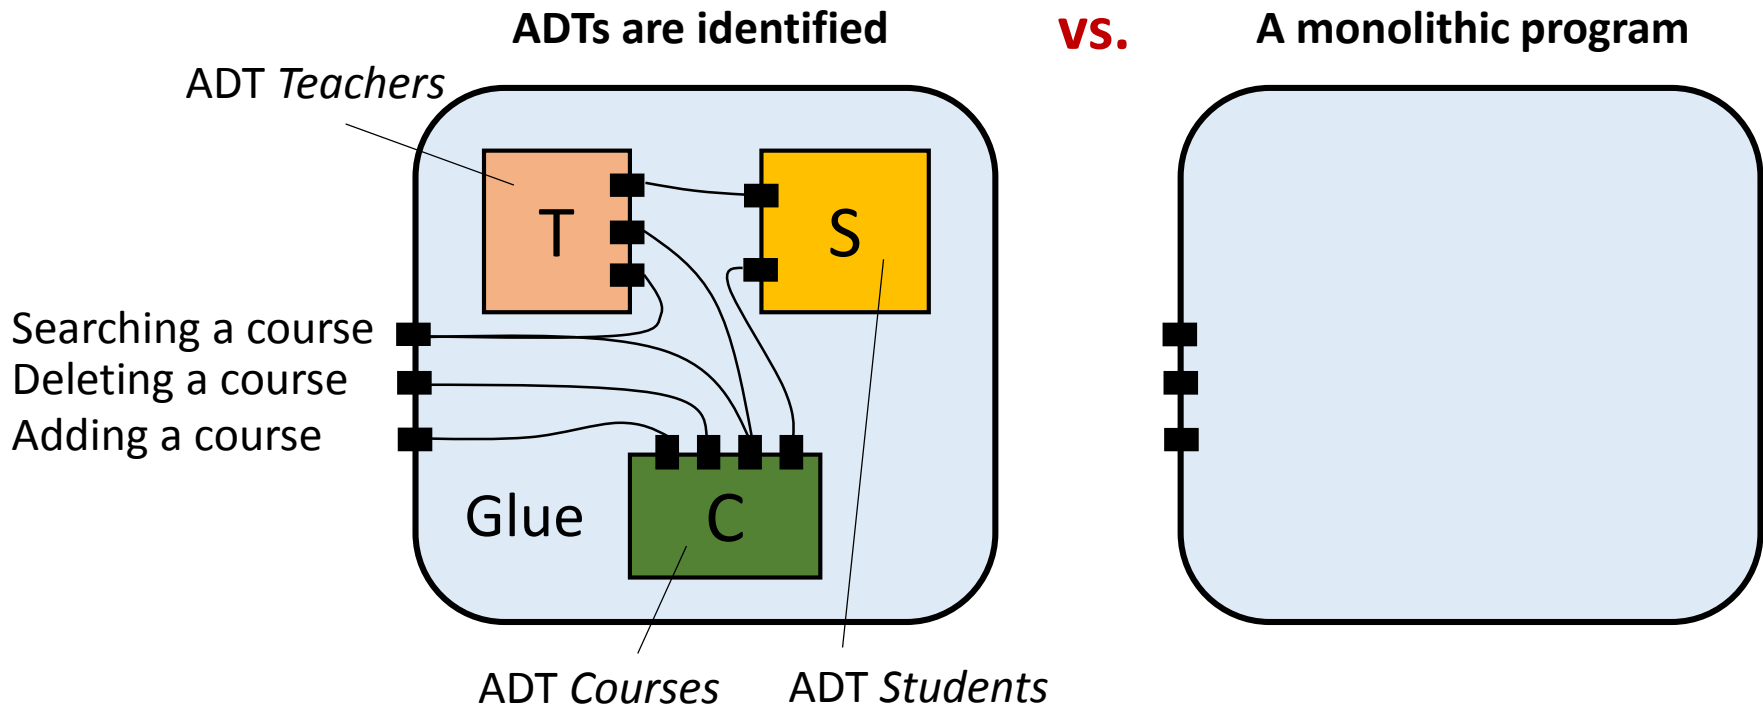 ADTs are identified
vs.
A monolithic program
ADT Teachers
T
S
Searching a course
Deleting a course
Adding a course
Glue
C
ADT Courses
ADT Students